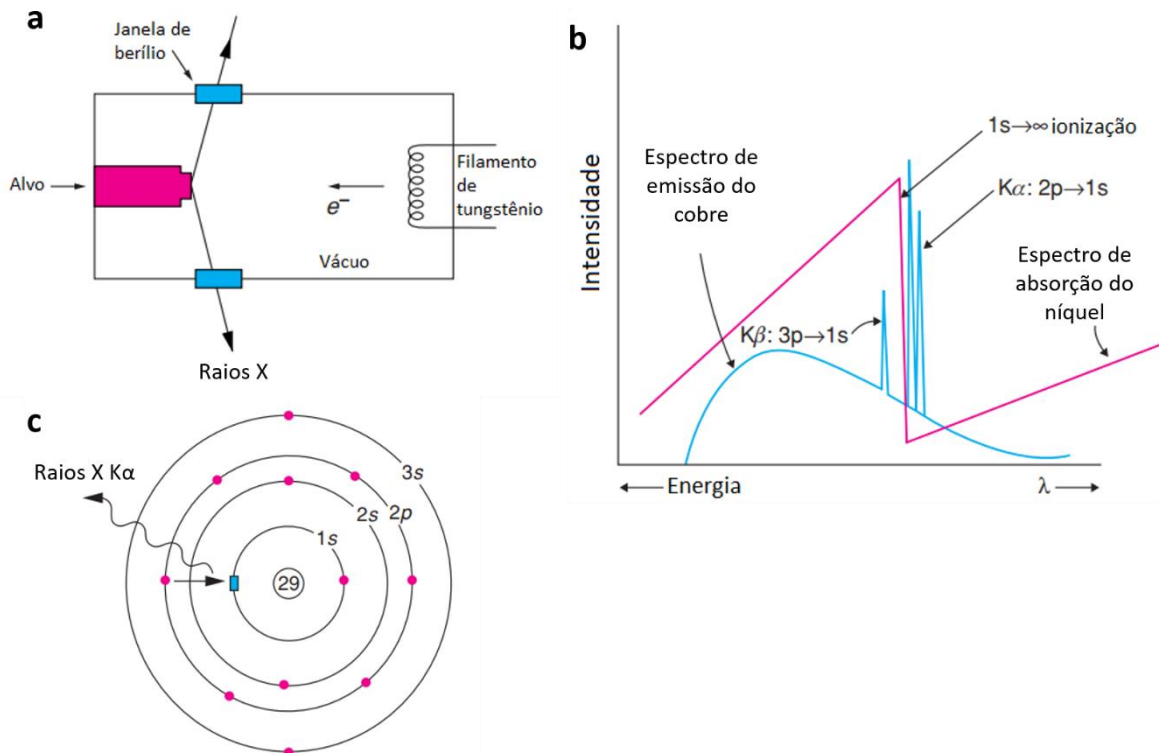 a
Janela de
berílio
Alvo
e⁻
Filamento
de
tungstênio
Vácuo
Raios X
b
Intensidade
Espectro de
emissão do
cobre
1s→∞ ionização
Kα: 2p→1s
Espectro de
absorção do
níquel
Kβ: 3p→1s
Energia
λ
c
Raios X Kα
3s
2s
2p
1s
29